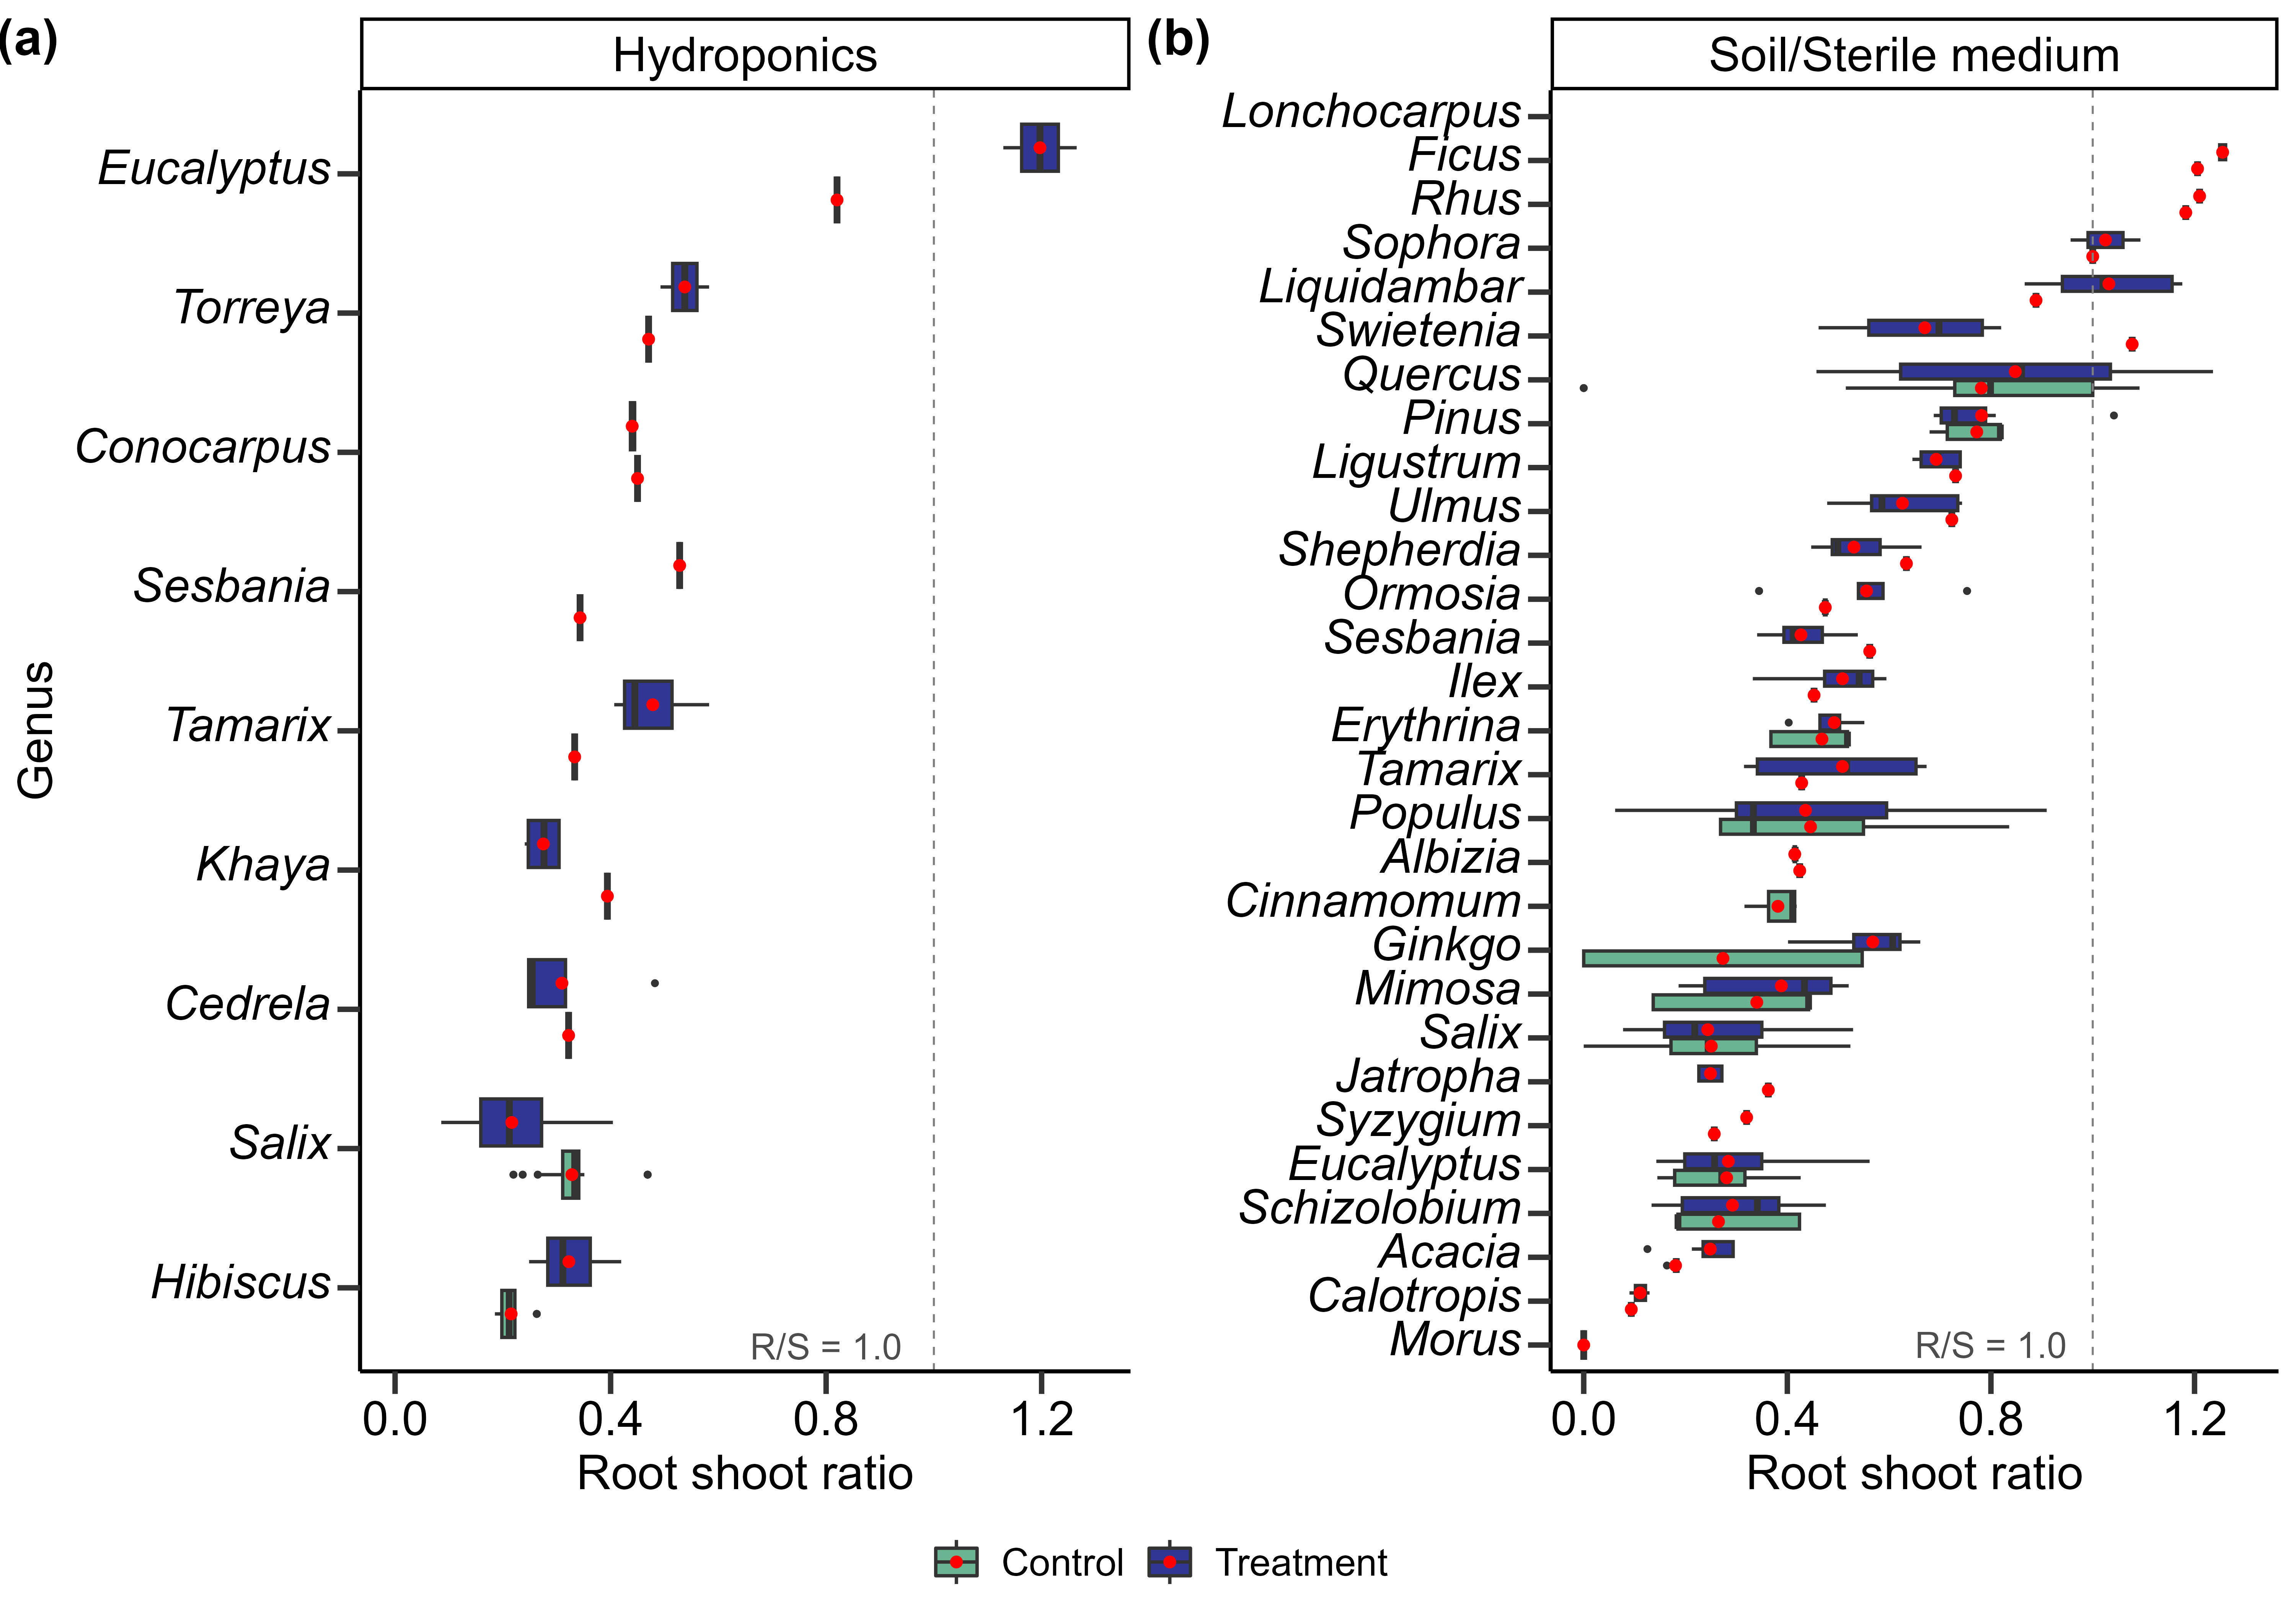 (a)
Hydroponics
Genus
Eucalyptus
Torreya
Conocarpus
Sesbania
Tamarix
Khaya
Cedrela
Salix
Hibiscus
R/S = 1.0
0.0 0.4 0.8 1.2
Root shoot ratio
(b)
Soil/Sterile medium
Lonchocarpus
Ficus
Rhus
Sophora
Liquidambar
Swietenia
Quercus
Pinus
Ligustrum
Ulmus
Shepherdia
Ormosia
Sesbania
Ilex
Erythrina
Tamarix
Populus
Albizia
Cinnamomum
Ginkgo
Mimosa
Salix
Jatropha
Syzygium
Eucalyptus
Schizolobium
Acacia
Calotropis
Morus
R/S = 1.0
0.0 0.4 0.8 1.2
Root shoot ratio
Control Treatment